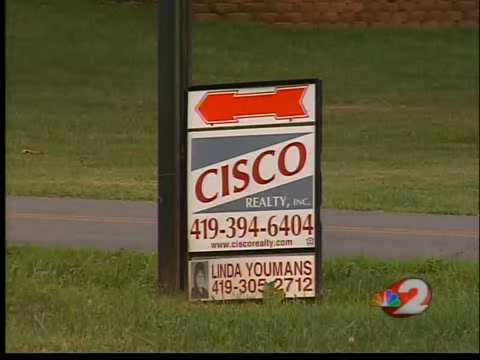 CISCO
REALTY, INC.
419-394-6404
www.ciscorealty.com
LINDA YOUMANS
419-305-2712
2